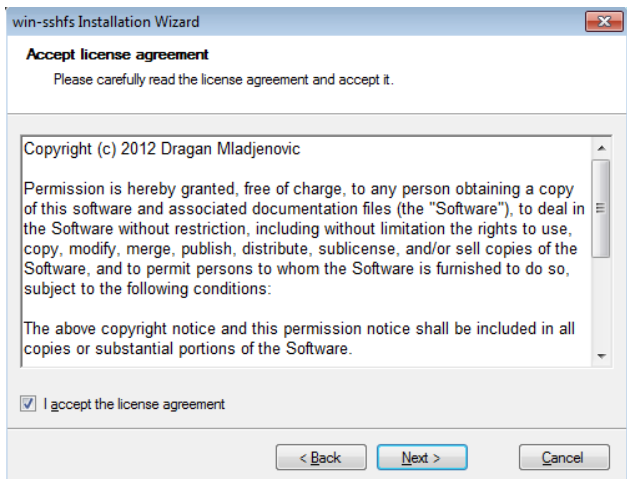 win-sshfs Installation Wizard
Accept license agreement
Please carefully read the license agreement and accept it.
Copyright (c) 2012 Dragan Mladjenovic
Permission is hereby granted, free of charge, to any person obtaining a copy
of this software and associated documentation files (the "Software"), to deal in
the Software without restriction, including without limitation the rights to use,
copy, modify, merge, publish, distribute, sublicense, and/or sell copies of the
Software, and to permit persons to whom the Software is furnished to do so,
subject to the following conditions:
The above copyright notice and this permission notice shall be included in all
copies or substantial portions of the Software.
I accept the license agreement
< Back Next > Cancel